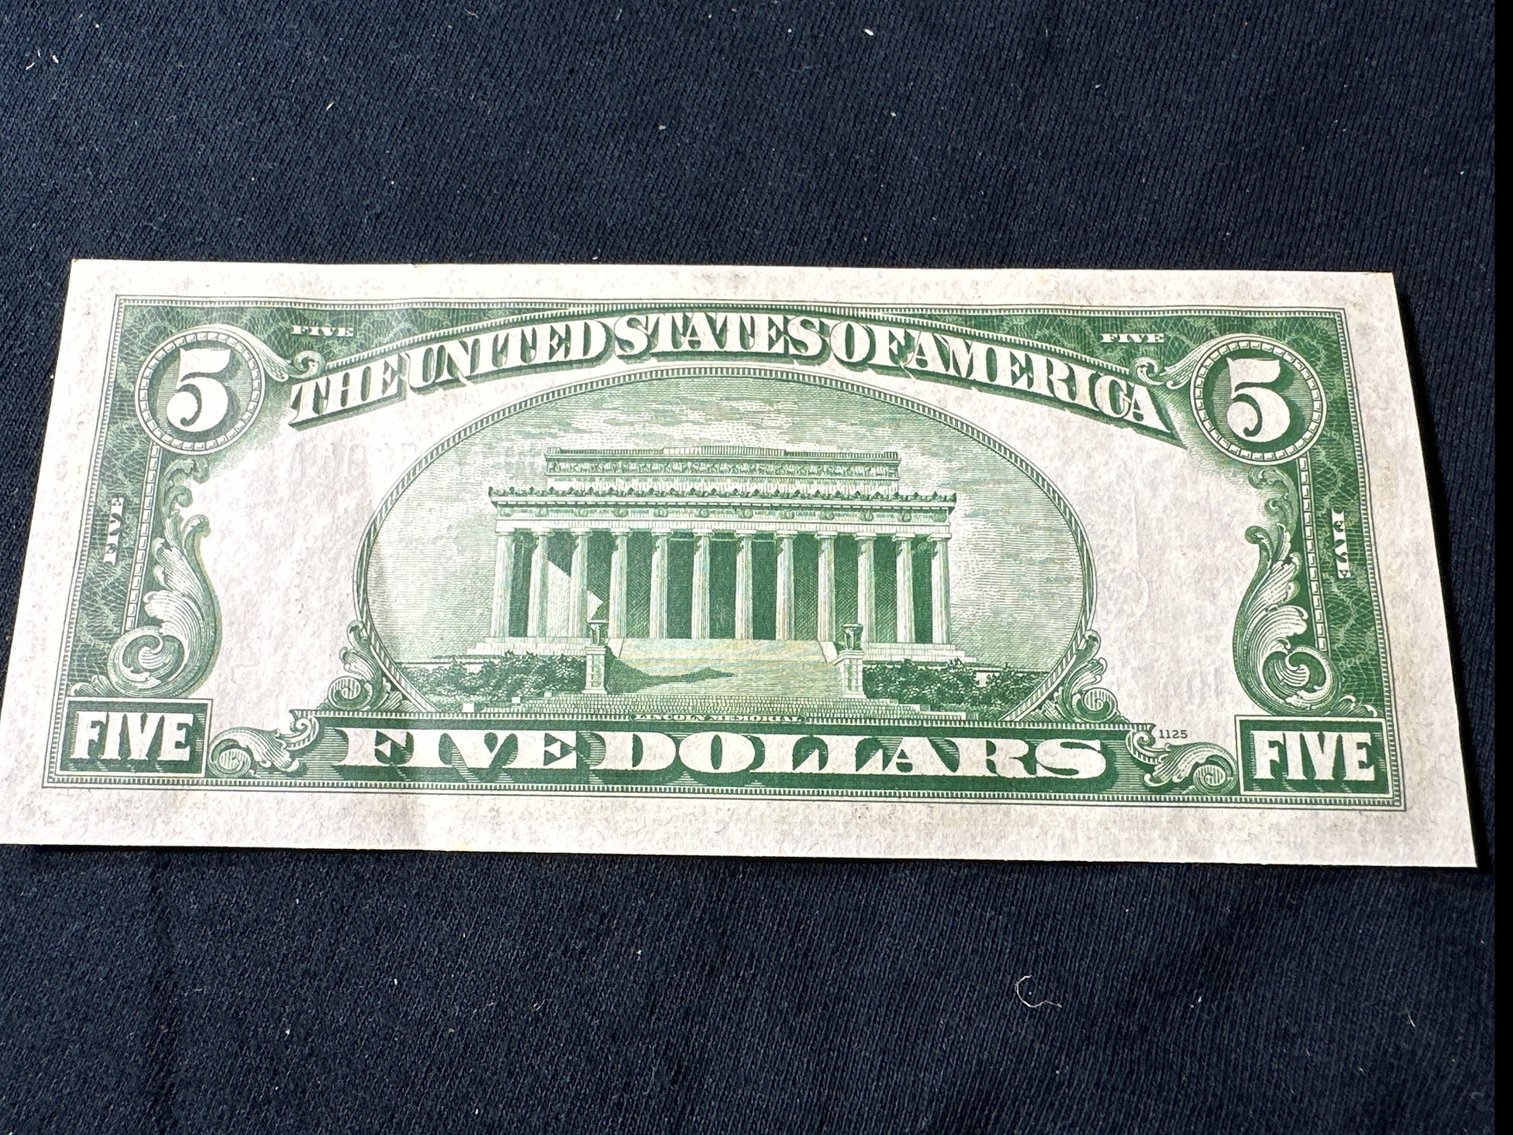 5 FIVE THE UNITED STATES OF AMERICA FIVE 5
FIVE
FIVE
LINCOLN MEMORIAL
FIVE FIVE DOLLARS 1125 FIVE